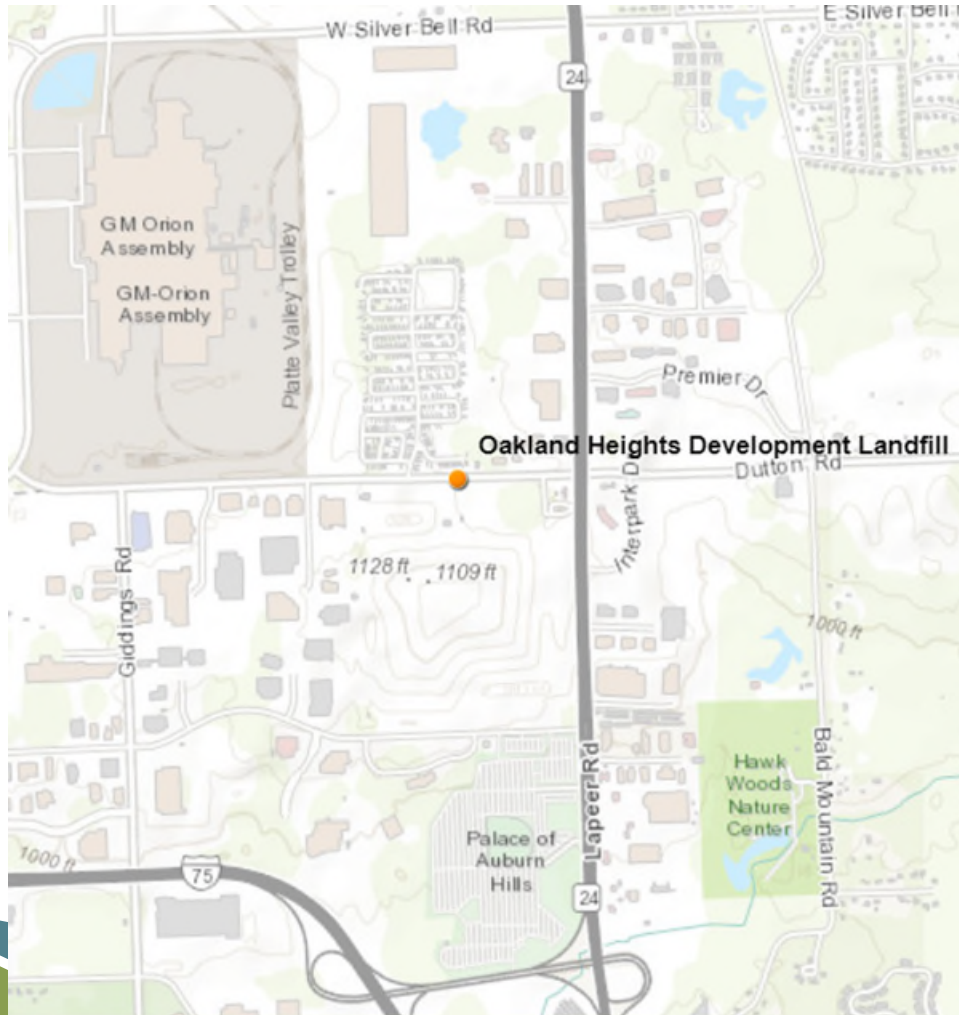 W Silver Bell Rd
E Silver Bell
24
GM Orion
Assembly
GM-Orion
Assembly
Platte Valley Trolley
Premier Dr
Oakland Heights Development Landfill
Dutton Rd
Interpark D
1128 ft
1109 ft
Giddings Rd
1000 ft
Lapeer Rd
Hawk
Woods
Nature
Center
Bald Mountain Rd
Palace of
Auburn
Hills
1000 ft
75
24